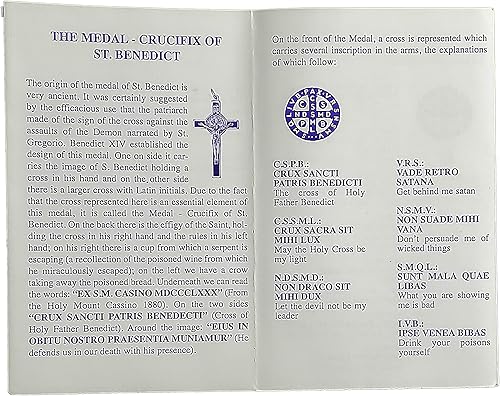 THE MEDAL - CRUCIFIX OF
ST. BENEDICT
The origin of the medal of St. Benedict is
very ancient. It was certainly suggested
by the efficacious use that the patriarch
made of the sign of the cross against the
assaults of the Demon narrated by St.
Gregorio. Benedict XIV established the
design of this medal. One on side it car-
ries the image of S. Benedict holding a
cross in his hand and on the other side
there is a larger cross with Latin initials. Due to the fact
that the cross represented here is an essential element of
this medal, it is called the Medal - Crucifix of St.
Benedict. On the back there is the effigy of the Saint, hol-
ding the cross in his right hand and the rules in his left
hand; on his right there is a cup from which a serpent is
escaping (a recollection of the poisoned wine from which
he miraculously escaped); on the left we have a crow
taking away the poisoned bread. Underneath we can read
the words: "EX S.M. CASINO MDCCCLXXX" (From
the Holy Mount Cassino 1880). On the two sides
"CRUX SANCTI PATRIS BENEDECTI" (Cross of
Holy Father Benedict). Around the image: "EIUS IN
OBITU NOSTRO PRAESENTIA MUNIAMUR" (He
defends us in our death with his presence).
On the front of the Medal, a cross is represented which
carries several inscription in the arms, the explanations
of which follow:
C.S.P.B.:
CRUX SANCTI
PATRIS BENEDICTI
The cross of Holy
Father Benedict
C.S.S.M.L.:
CRUX SACRA SIT
MIHI LUX
May the Holy Cross be
my light
N.D.S.M.D.:
NON DRACO SIT
MIHI DUX
Let the devil not be my
leader
V.R.S.:
VADE RETRO
SATANA
Get behind me satan
N.S.M.V.:
NON SUADE MIHI
VANA
Don't persuade me of
wicked things
S.M.Q.L.:
SUNT MALA QUAE
LIBAS
What you are showing
me is bad
I.V.B.:
IPSE VENEA BIBAS
Drink your poisons
yourself